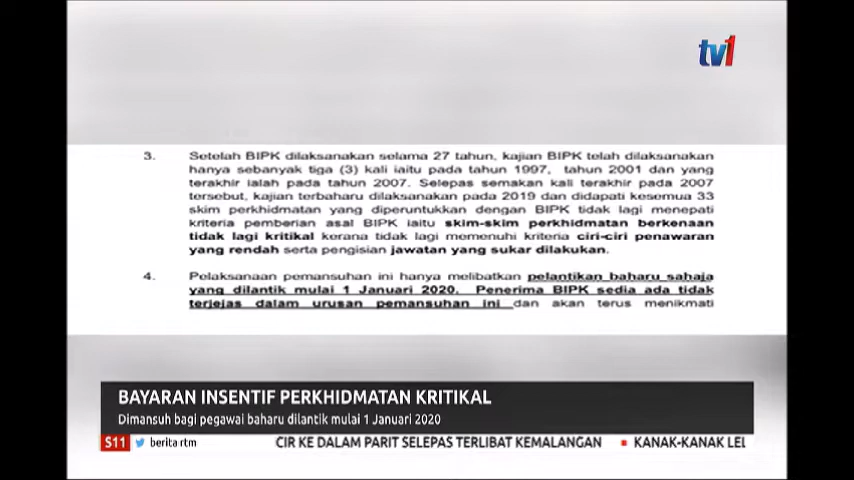 tv1
3. Setelah BIPK dilaksanakan selama 27 tahun, kajian BIPK telah dilaksanakan
hanya sebanyak tiga (3) kali iaitu pada tahun 1997, tahun 2001 dan yang
terakhir ialah pada tahun 2007. Selepas semakan kali terakhir pada 2007
tersebut, kajian terbaharu dilaksanakan pada 2019 dan didapati kesemua 33
skim perkhidmatan yang diperuntukkan dengan BIPK tidak lagi menepati
kriteria pemberian asal BIPK iaitu skim-skim perkhidmatan berkenaan
tidak lagi kritikal kerana tidak lagi memenuhi kriteria ciri-ciri penawaran
yang rendah serta pengisian jawatan yang sukar dilakukan.
4. Pelaksanaan pemansuhan ini hanya melibatkan pelantikan baharu sahaja
yang dilantik mulai 1 Januari 2020. Penerima BIPK sedia ada tidak
terjejas dalam urusan pemansuhan ini dan akan terus menikmati
BAYARAN INSENTIF PERKHIDMATAN KRITIKAL
Dimansuh bagi pegawai baharu dilantik mulai 1 Januari 2020
S11 berita rtm CIR KE DALAM PARIT SELEPAS TERLIBAT KEMALANGAN KANAK-KANAK LEL